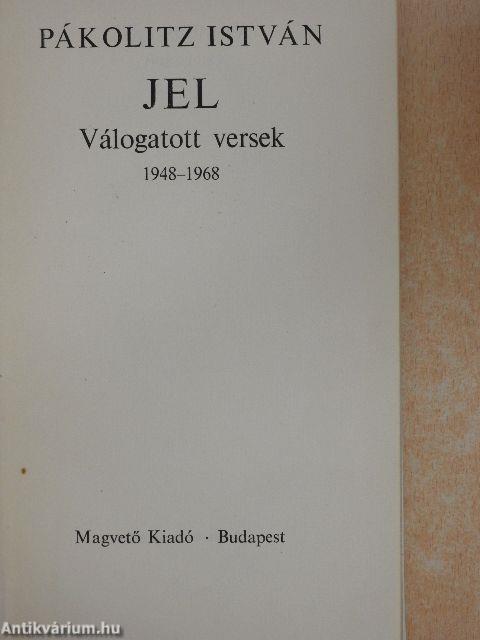 PÁKOLITZ ISTVÁN
JEL
Válogatott versek
1948–1968
Magvető Kiadó · Budapest
Antikvárium.hu